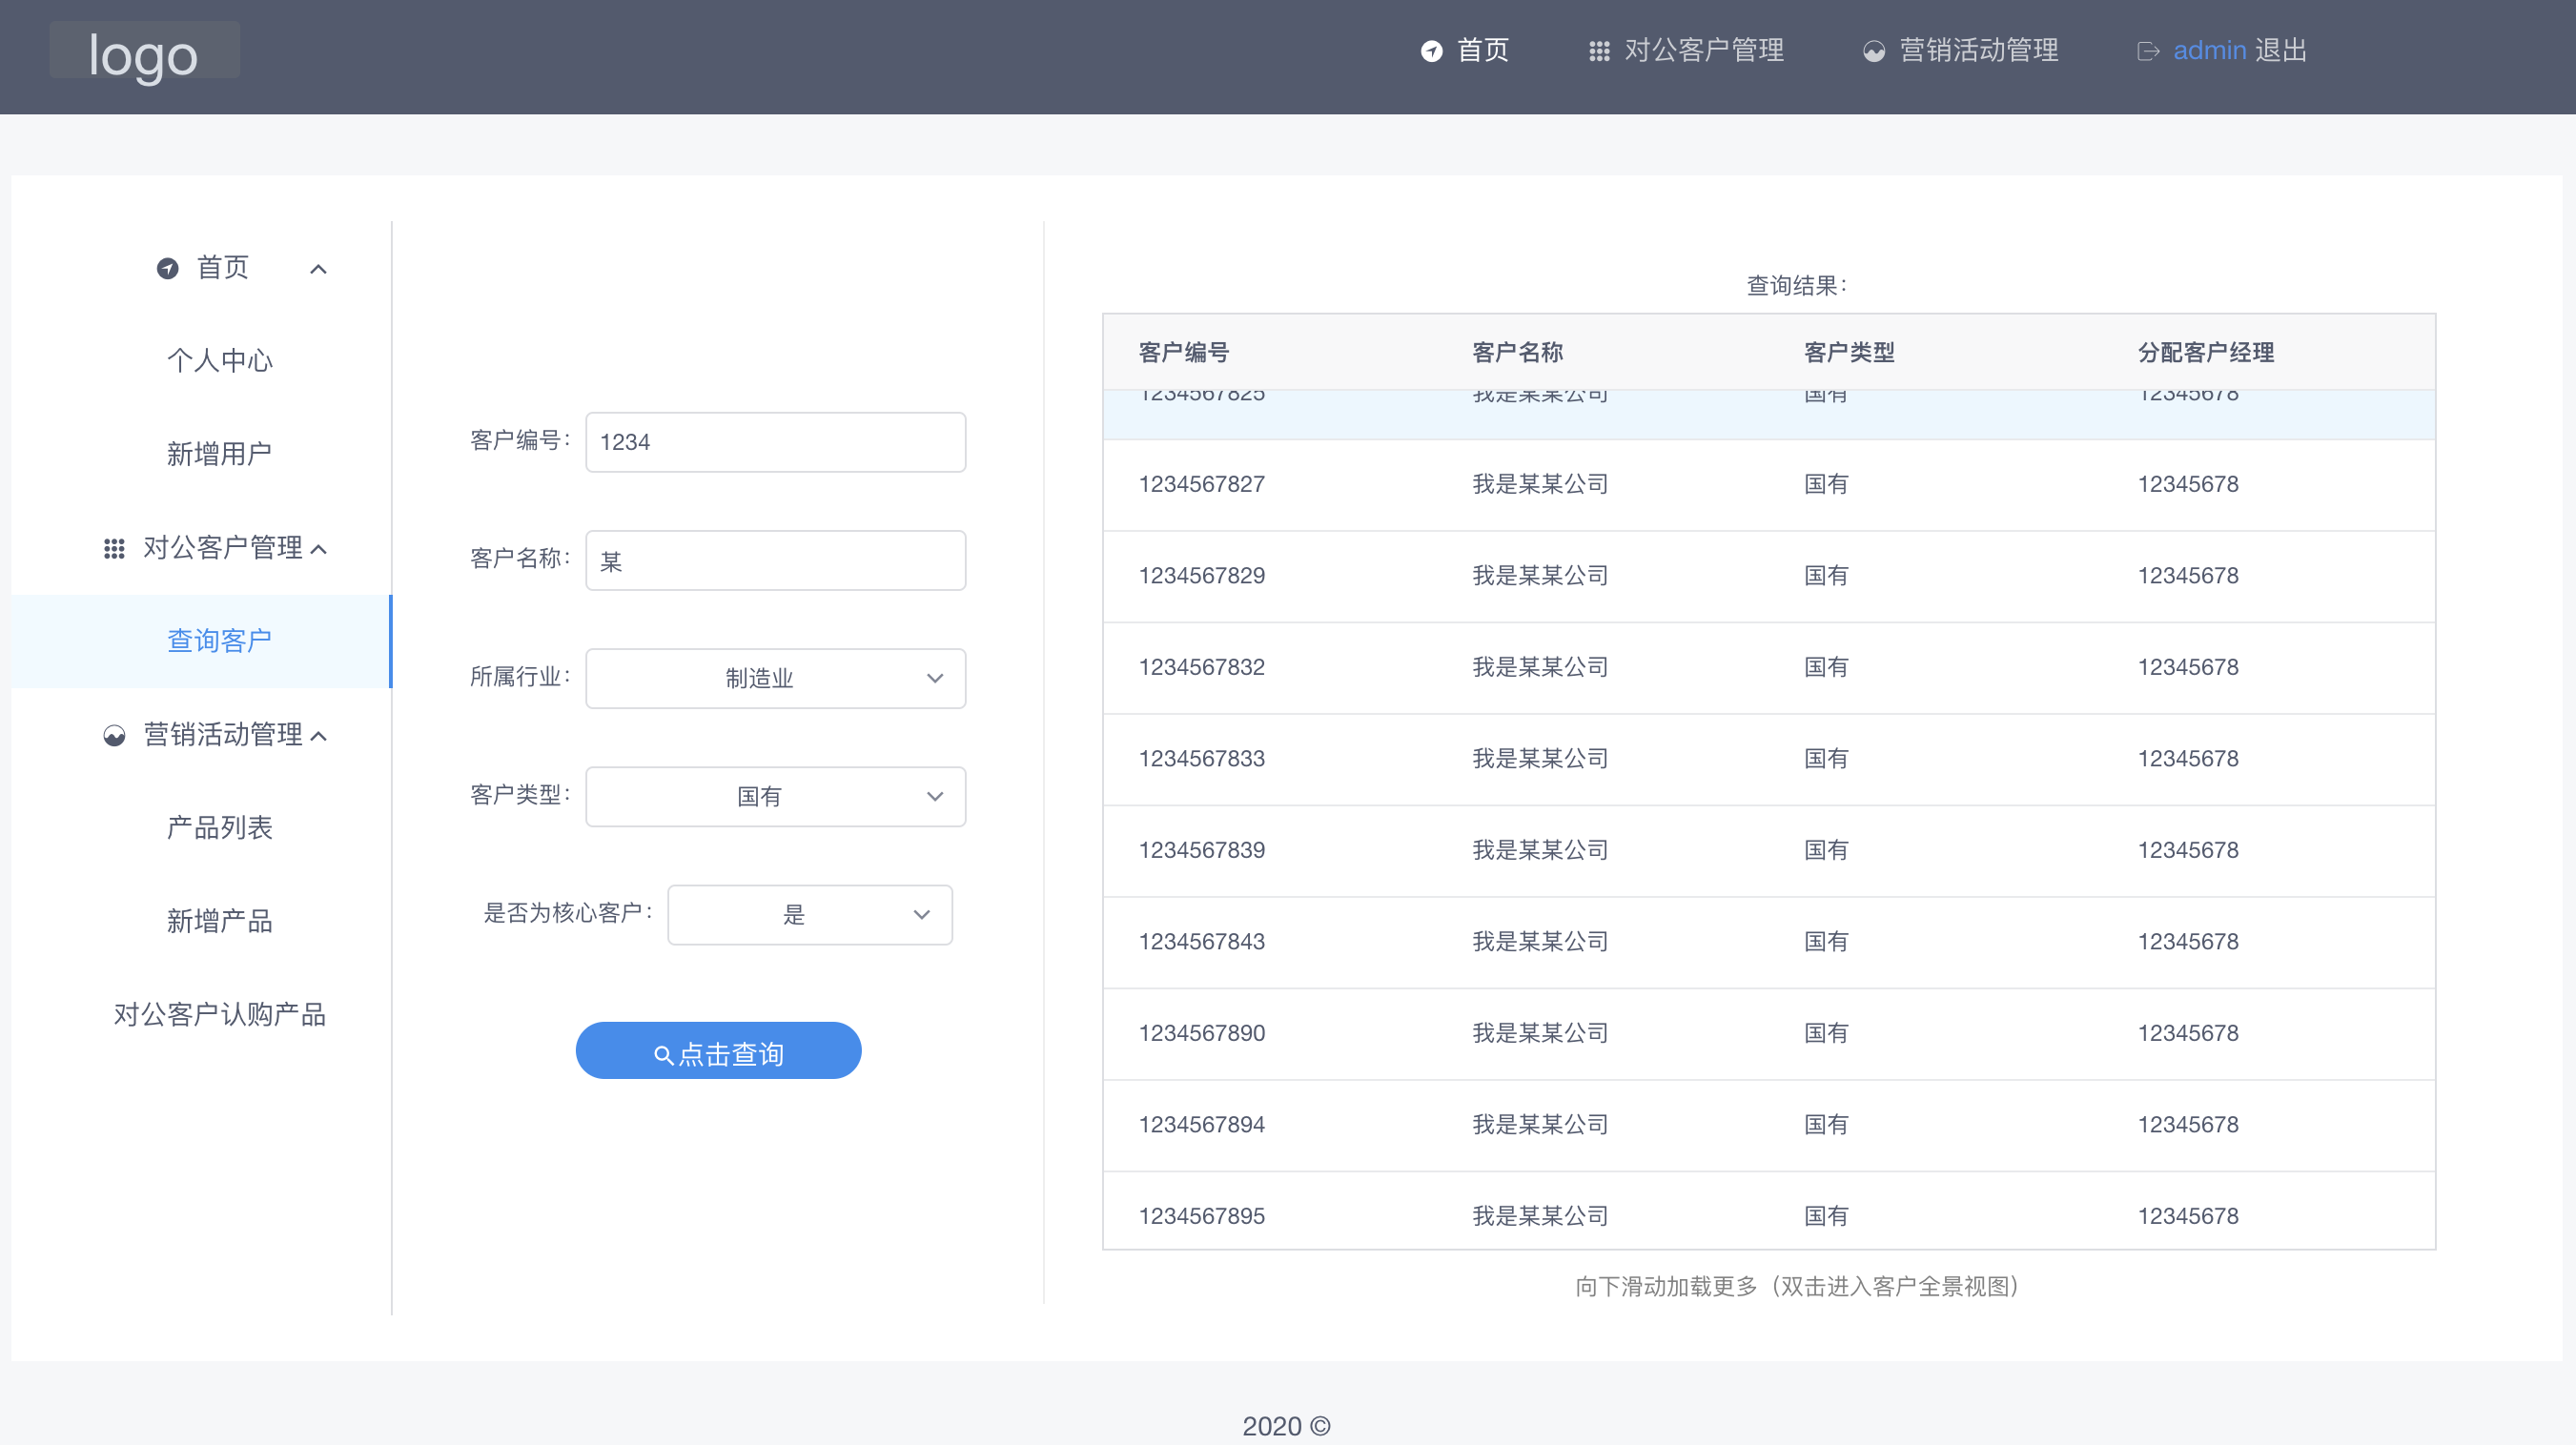 logo
首页 对公客户管理 营销活动管理 admin 退出
首页
个人中心
新增用户
对公客户管理
查询客户
营销活动管理
产品列表
新增产品
对公客户认购产品
客户编号： 1234
客户名称： 某
所属行业： 制造业
客户类型： 国有
是否为核心客户： 是
点击查询
查询结果：
客户编号 客户名称 客户类型 分配客户经理
1234567825 我是某某公司 国有 12345678
1234567827 我是某某公司 国有 12345678
1234567829 我是某某公司 国有 12345678
1234567832 我是某某公司 国有 12345678
1234567833 我是某某公司 国有 12345678
1234567839 我是某某公司 国有 12345678
1234567843 我是某某公司 国有 12345678
1234567890 我是某某公司 国有 12345678
1234567894 我是某某公司 国有 12345678
1234567895 我是某某公司 国有 12345678
向下滑动加载更多（双击进入客户全景视图）
2020 ©